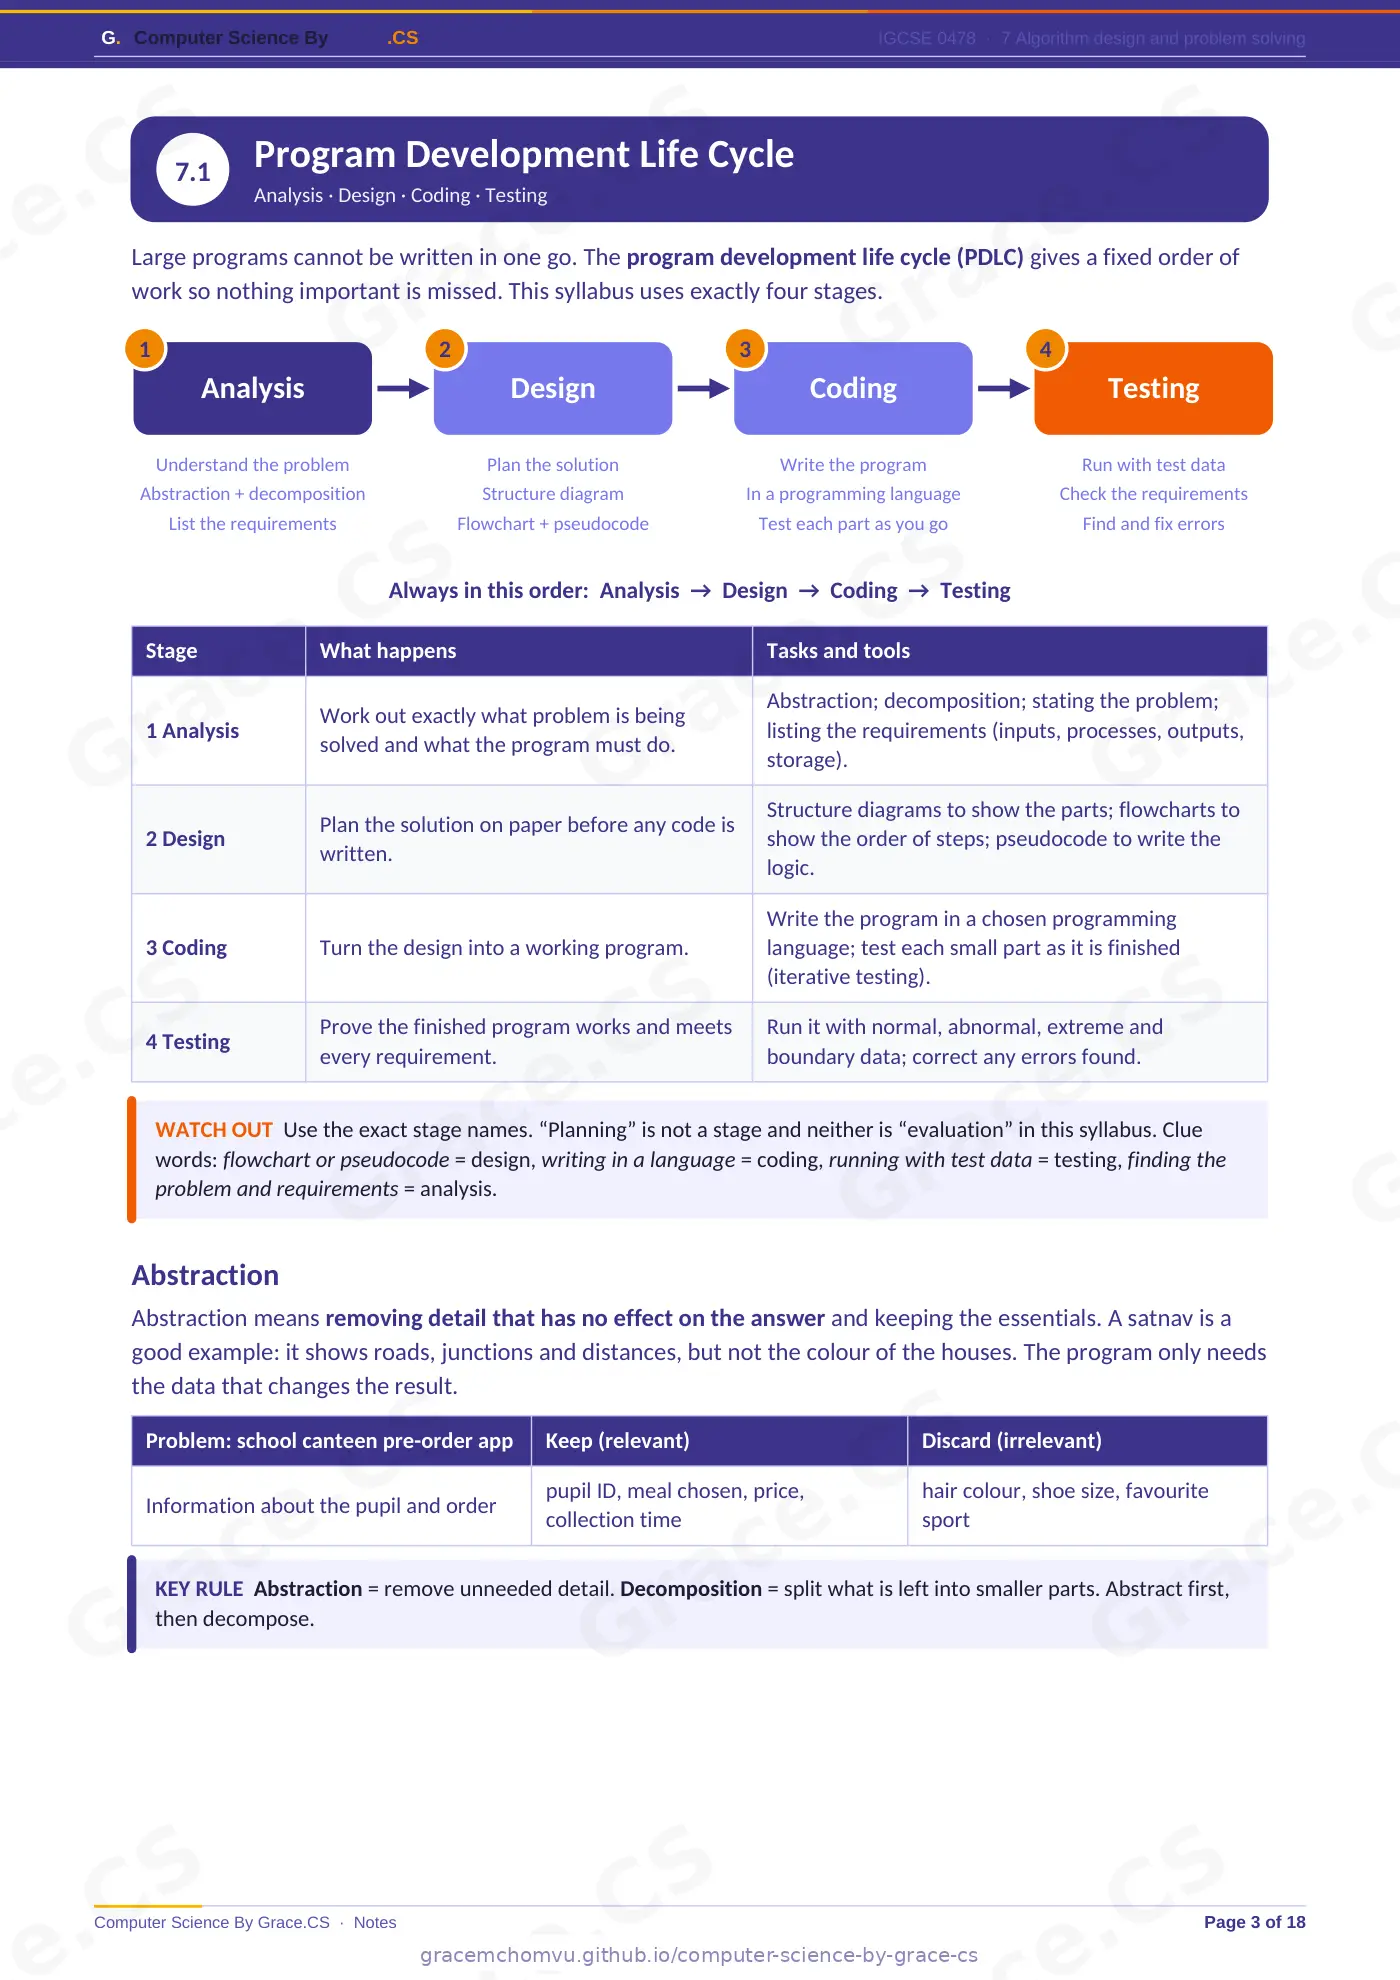 G. Computer Science By .CS
IGCSE 0478 · 7 Algorithm design and problem solving
7.1
Program Development Life Cycle
Analysis · Design · Coding · Testing
Large programs cannot be written in one go. The program development life cycle (PDLC) gives a fixed order of
work so nothing important is missed. This syllabus uses exactly four stages.
1 Analysis
2 Design
3 Coding
4 Testing
Understand the problem
Abstraction + decomposition
List the requirements
Plan the solution
Structure diagram
Flowchart + pseudocode
Write the program
In a programming language
Test each part as you go
Run with test data
Check the requirements
Find and fix errors
Always in this order: Analysis → Design → Coding → Testing
Stage
What happens
Tasks and tools
1 Analysis
Work out exactly what problem is being
solved and what the program must do.
Abstraction; decomposition; stating the problem;
listing the requirements (inputs, processes, outputs,
storage).
2 Design
Plan the solution on paper before any code is
written.
Structure diagrams to show the parts; flowcharts to
show the order of steps; pseudocode to write the
logic.
3 Coding
Turn the design into a working program.
Write the program in a chosen programming
language; test each small part as it is finished
(iterative testing).
4 Testing
Prove the finished program works and meets
every requirement.
Run it with normal, abnormal, extreme and
boundary data; correct any errors found.
WATCH OUT Use the exact stage names. “Planning” is not a stage and neither is “evaluation” in this syllabus. Clue
words: flowchart or pseudocode = design, writing in a language = coding, running with test data = testing, finding the
problem and requirements = analysis.
Abstraction
Abstraction means removing detail that has no effect on the answer and keeping the essentials. A satnav is a
good example: it shows roads, junctions and distances, but not the colour of the houses. The program only needs
the data that changes the result.
Problem: school canteen pre-order app
Keep (relevant)
Discard (irrelevant)
Information about the pupil and order
pupil ID, meal chosen, price,
collection time
hair colour, shoe size, favourite
sport
KEY RULE Abstraction = remove unneeded detail. Decomposition = split what is left into smaller parts. Abstract first,
then decompose.
Computer Science By Grace.CS · Notes
Page 3 of 18
gracemchomvu.github.io/computer-science-by-grace-cs